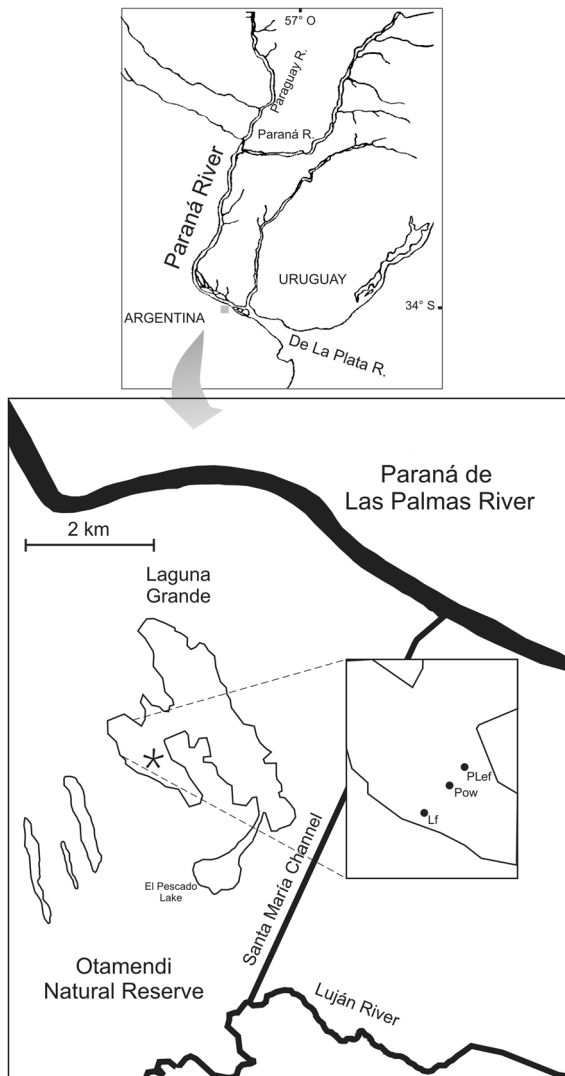 57° O
Paraguay R.
Paraná R.
Paraná River
URUGUAY
34° S
ARGENTINA
De La Plata R.
Paraná de
Las Palmas River
2 km
Laguna
Grande
PLef
Pow
Lf
El Pescado
Lake
Santa María Channel
Otamendi
Natural Reserve
Luján River